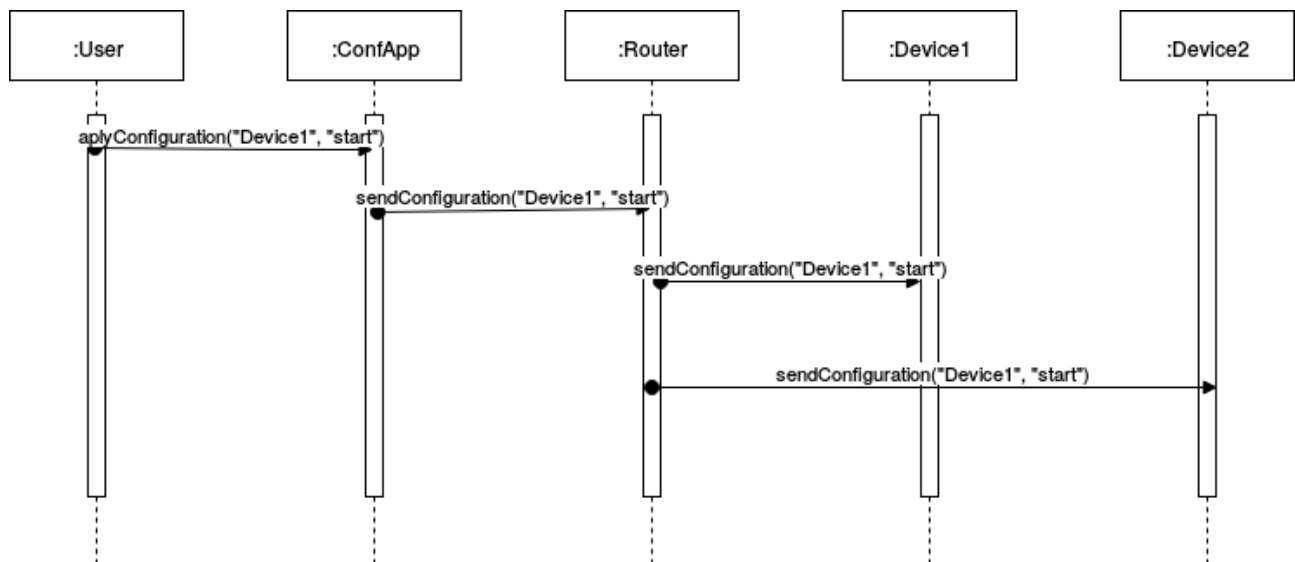 :User
:ConfApp
:Router
:Device1
:Device2
aplyConfiguration("Device1", "start")
sendConfiguration("Device1", "start")
sendConfiguration("Device1", "start")
sendConfiguration("Device1", "start")